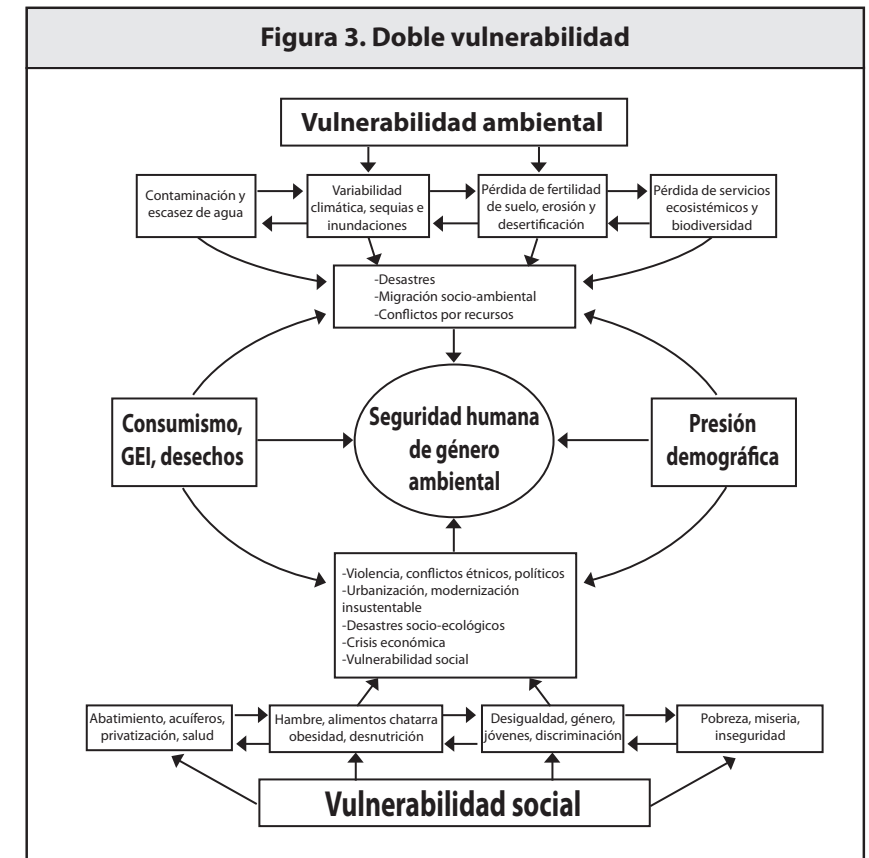 Figura 3. Doble vulnerabilidad
Vulnerabilidad ambiental
Contaminación y
escasez de agua
Variabilidad
climática, sequias e
inundaciones
Pérdida de fertilidad
de suelo, erosión y
desertificación
Pérdida de servicios
ecosistémicos y
biodiversidad
-Desastres
-Migración socio-ambiental
-Conflictos por recursos
Consumismo,
GEI, desechos
Seguridad humana
de género
ambiental
Presión
demográfica
-Violencia, conflictos étnicos, políticos
-Urbanización, modernización
insustentable
-Desastres socio-ecológicos
-Crisis económica
-Vulnerabilidad social
Abatimiento, acuíferos,
privatización, salud
Hambre, alimentos chatarra
obesidad, desnutrición
Desigualdad, género,
jóvenes, discriminación
Pobreza, miseria,
inseguridad
Vulnerabilidad social